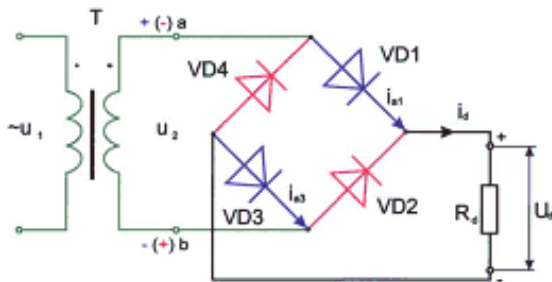 T
+ (-) a
VD4
VD1
i a1
i d
+
~u 1
u 2
i a3
VD3
VD2
R d
U d
- (+) b
-